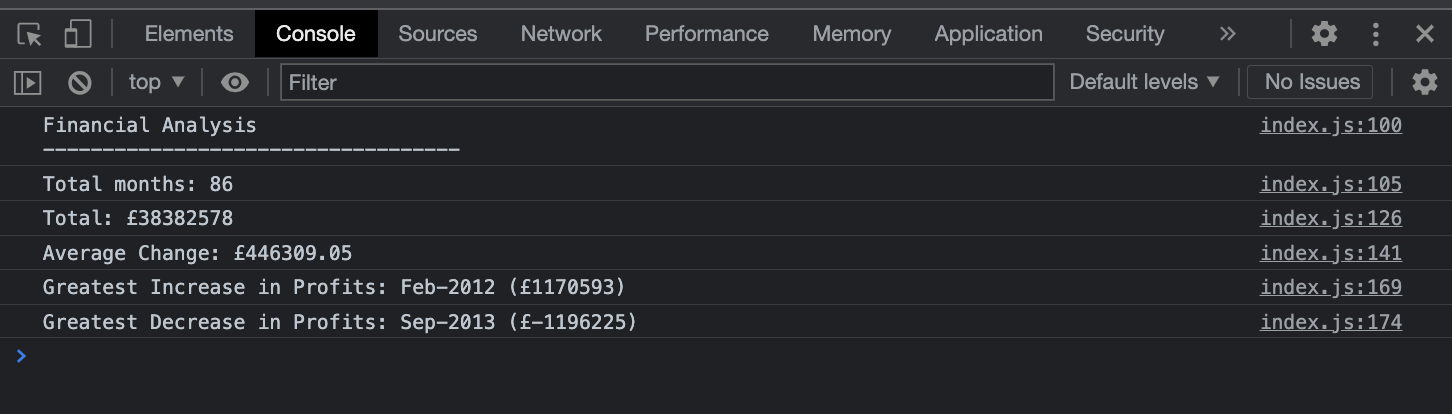 Elements Console Sources Network Performance Memory Application Security »
top ▼ Filter Default levels ▼ No Issues
Financial Analysis index.js:100
-----------------------------------
Total months: 86 index.js:105
Total: £38382578 index.js:126
Average Change: £446309.05 index.js:141
Greatest Increase in Profits: Feb-2012 (£1170593) index.js:169
Greatest Decrease in Profits: Sep-2013 (£-1196225) index.js:174
>